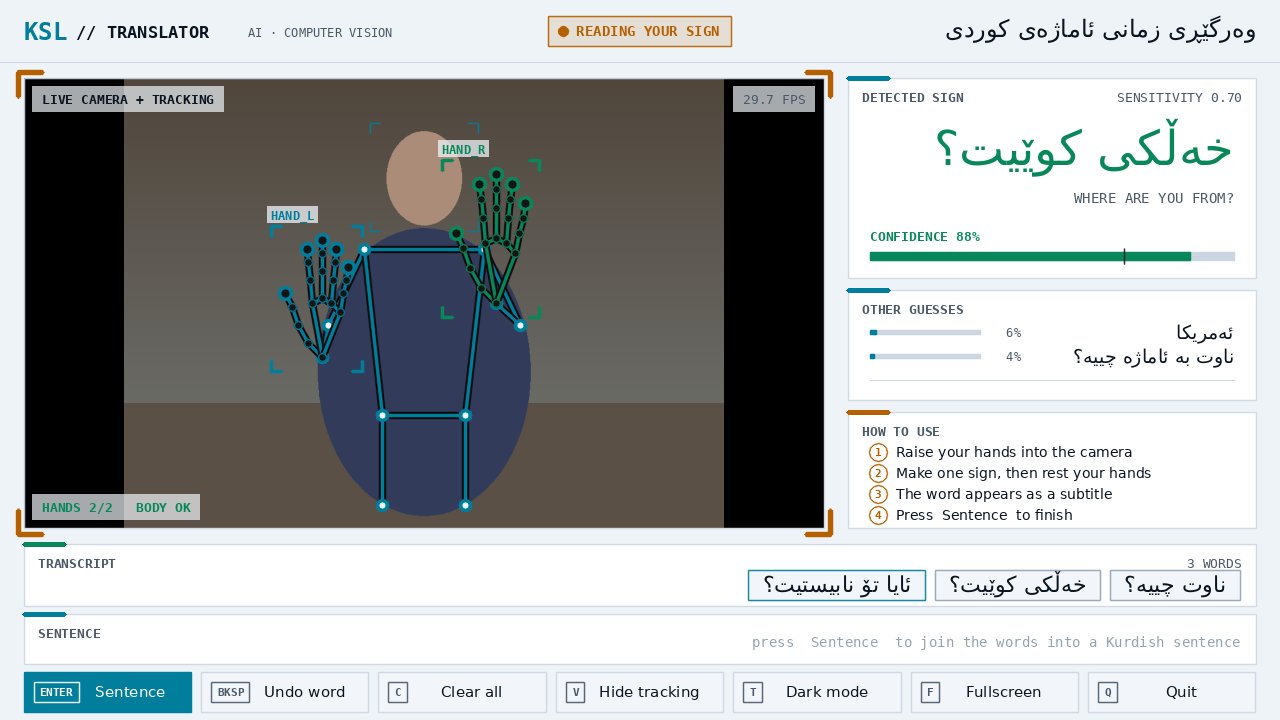 KSL // TRANSLATOR
AI · COMPUTER VISION
READING YOUR SIGN
وەرگێڕی زمانی ئاماژەی کوردی
LIVE CAMERA + TRACKING
29.7 FPS
HAND_R
HAND_L
HANDS 2/2 BODY OK
DETECTED SIGN
SENSITIVITY 0.70
خەڵکی کوێیت؟
WHERE ARE YOU FROM?
CONFIDENCE 88%
OTHER GUESSES
6% ئەمریکا
4% ناوت بە ئاماژە چییە؟
HOW TO USE
1 Raise your hands into the camera
2 Make one sign, then rest your hands
3 The word appears as a subtitle
4 Press Sentence to finish
TRANSCRIPT
3 WORDS
ناوت چییە؟
خەڵکی کوێیت؟
ئایا تۆ نابیستیت؟
SENTENCE
press Sentence to join the words into a Kurdish sentence
ENTER Sentence
BKSP Undo word
C Clear all
V Hide tracking
T Dark mode
F Fullscreen
Q Quit